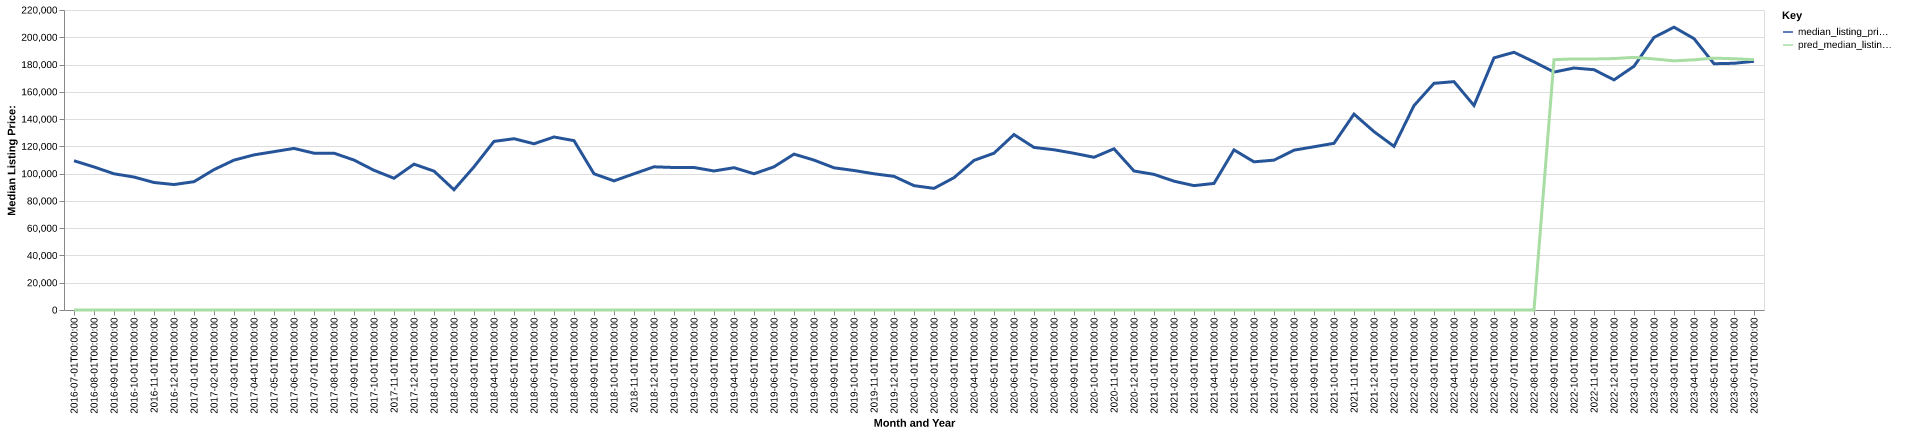 220,000
200,000
180,000
160,000
140,000
120,000
100,000
80,000
60,000
40,000
20,000
0
Median Listing Price:
2016-07-01T00:00:00
2016-08-01T00:00:00
2016-09-01T00:00:00
2016-10-01T00:00:00
2016-11-01T00:00:00
2016-12-01T00:00:00
2017-01-01T00:00:00
2017-02-01T00:00:00
2017-03-01T00:00:00
2017-04-01T00:00:00
2017-05-01T00:00:00
2017-06-01T00:00:00
2017-07-01T00:00:00
2017-08-01T00:00:00
2017-09-01T00:00:00
2017-10-01T00:00:00
2017-11-01T00:00:00
2017-12-01T00:00:00
2018-01-01T00:00:00
2018-02-01T00:00:00
2018-03-01T00:00:00
2018-04-01T00:00:00
2018-05-01T00:00:00
2018-06-01T00:00:00
2018-07-01T00:00:00
2018-08-01T00:00:00
2018-09-01T00:00:00
2018-10-01T00:00:00
2018-11-01T00:00:00
2018-12-01T00:00:00
2019-01-01T00:00:00
2019-02-01T00:00:00
2019-03-01T00:00:00
2019-04-01T00:00:00
2019-05-01T00:00:00
2019-06-01T00:00:00
2019-07-01T00:00:00
2019-08-01T00:00:00
2019-09-01T00:00:00
2019-10-01T00:00:00
2019-11-01T00:00:00
2019-12-01T00:00:00
2020-01-01T00:00:00
2020-02-01T00:00:00
2020-03-01T00:00:00
2020-04-01T00:00:00
2020-05-01T00:00:00
2020-06-01T00:00:00
2020-07-01T00:00:00
2020-08-01T00:00:00
2020-09-01T00:00:00
2020-10-01T00:00:00
2020-11-01T00:00:00
2020-12-01T00:00:00
2021-01-01T00:00:00
2021-02-01T00:00:00
2021-03-01T00:00:00
2021-04-01T00:00:00
2021-05-01T00:00:00
2021-06-01T00:00:00
2021-07-01T00:00:00
2021-08-01T00:00:00
2021-09-01T00:00:00
2021-10-01T00:00:00
2021-11-01T00:00:00
2021-12-01T00:00:00
2022-01-01T00:00:00
2022-02-01T00:00:00
2022-03-01T00:00:00
2022-04-01T00:00:00
2022-05-01T00:00:00
2022-06-01T00:00:00
2022-07-01T00:00:00
2022-08-01T00:00:00
2022-09-01T00:00:00
2022-10-01T00:00:00
2022-11-01T00:00:00
2022-12-01T00:00:00
2023-01-01T00:00:00
2023-02-01T00:00:00
2023-03-01T00:00:00
2023-04-01T00:00:00
2023-05-01T00:00:00
2023-06-01T00:00:00
2023-07-01T00:00:00
Month and Year
Key
median_listing_pri…
pred_median_listin…